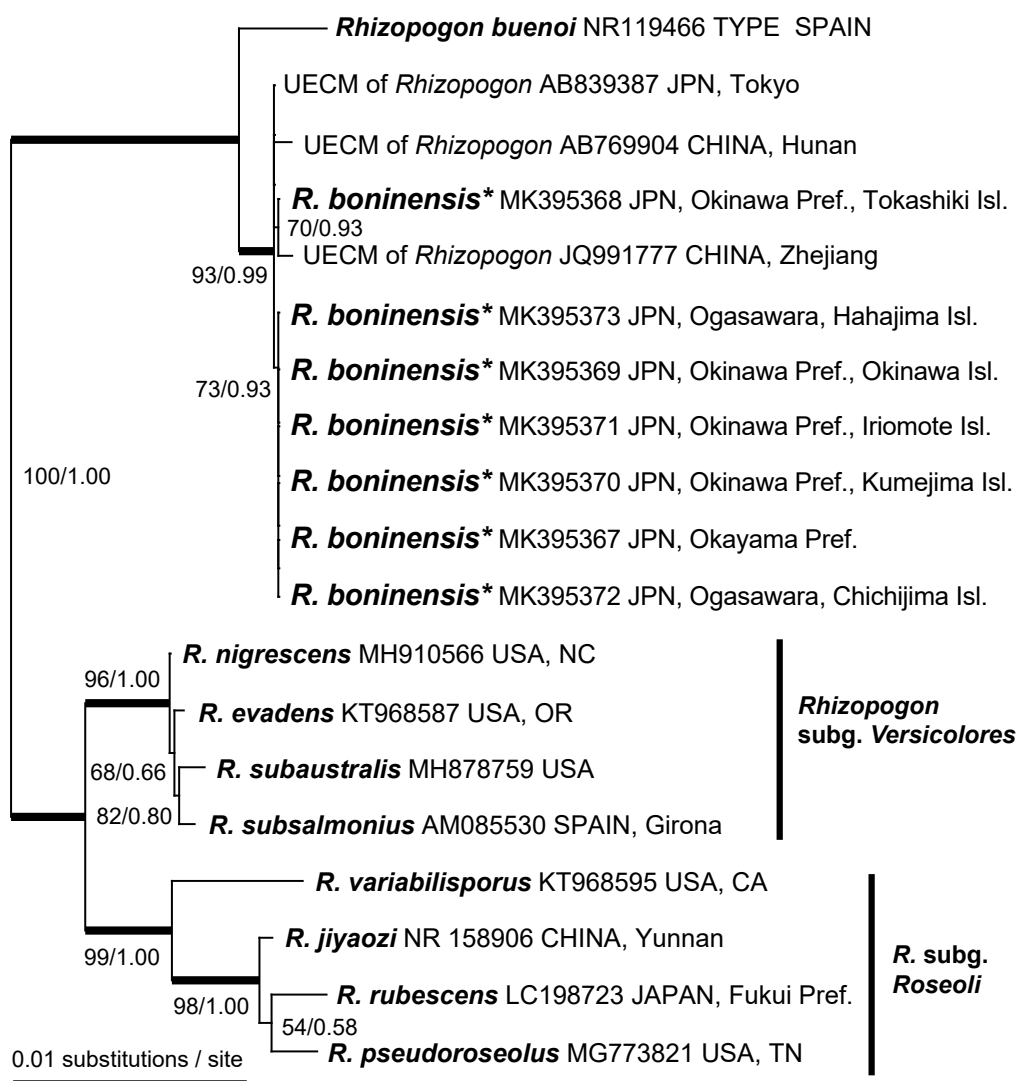 Rhizopogon buenoi NR119466 TYPE SPAIN
UECM of Rhizopogon AB839387 JPN, Tokyo
UECM of Rhizopogon AB769904 CHINA, Hunan
R. boninensis* MK395368 JPN, Okinawa Pref., Tokashiki Isl.
70/0.93
UECM of Rhizopogon JQ991777 CHINA, Zhejiang
93/0.99
R. boninensis* MK395373 JPN, Ogasawara, Hahajima Isl.
R. boninensis* MK395369 JPN, Okinawa Pref., Okinawa Isl.
73/0.93
R. boninensis* MK395371 JPN, Okinawa Pref., Iriomote Isl.
100/1.00
R. boninensis* MK395370 JPN, Okinawa Pref., Kumejima Isl.
R. boninensis* MK395367 JPN, Okayama Pref.
R. boninensis* MK395372 JPN, Ogasawara, Chichijima Isl.
R. nigrescens MH910566 USA, NC
96/1.00
R. evadens KT968587 USA, OR
Rhizopogon
subg. Versicolores
68/0.66
R. subaustralis MH878759 USA
82/0.80
R. subsalmonius AM085530 SPAIN, Girona
R. variabilisporus KT968595 USA, CA
R. jiyaozi NR 158906 CHINA, Yunnan
99/1.00
R. subg.
Roseoli
R. rubescens LC198723 JAPAN, Fukui Pref.
98/1.00
54/0.58
R. pseudoroseolus MG773821 USA, TN
0.01 substitutions / site